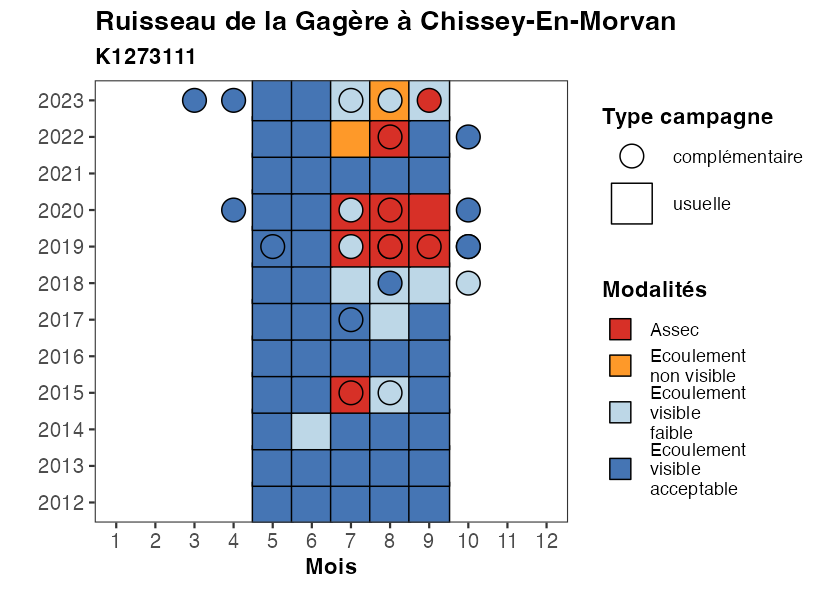 Ruisseau de la Gagère à Chissey-En-Morvan
K1273111
2023
2022
2021
2020
2019
2018
2017
2016
2015
2014
2013
2012
1 2 3 4 5 6 7 8 9 10 11 12
Mois
Type campagne
complémentaire
usuelle
Modalités
Assec
Ecoulement
non visible
Ecoulement
visible
faible
Ecoulement
visible
acceptable